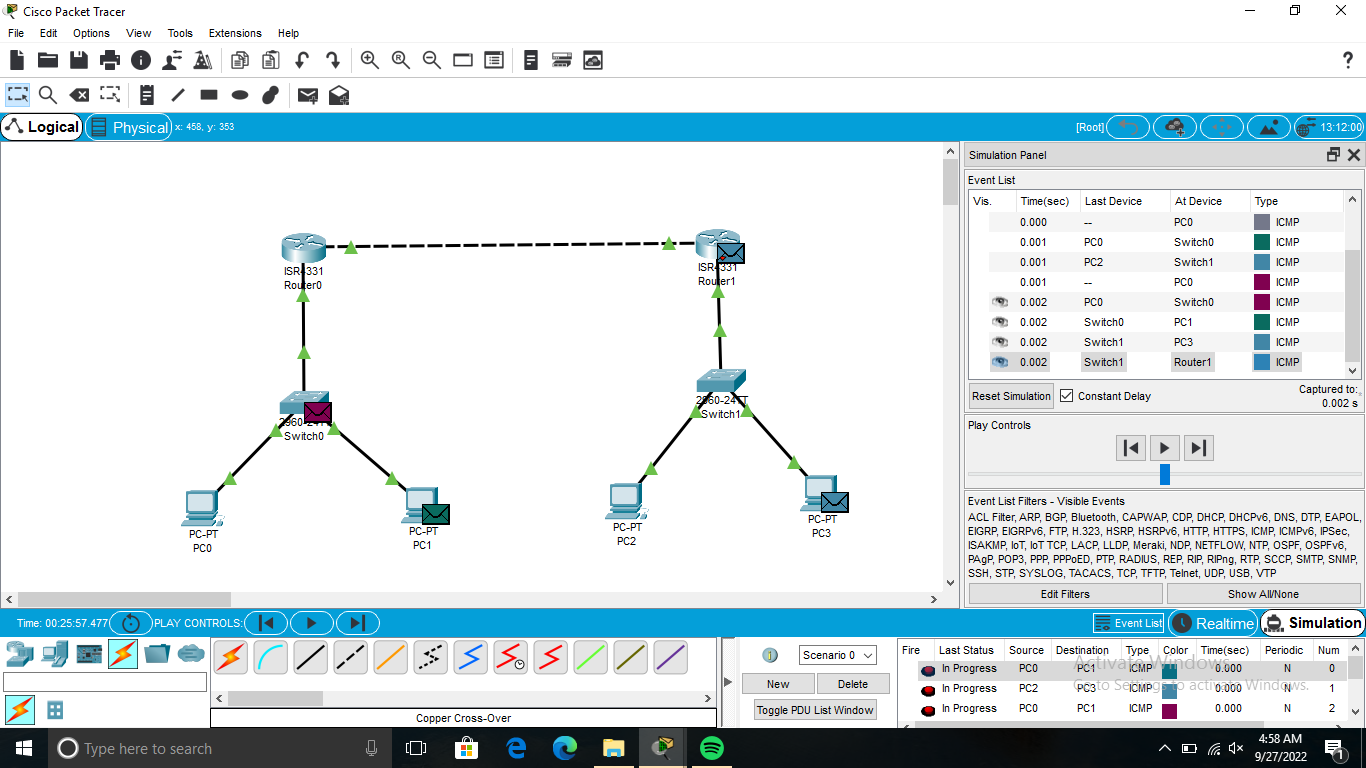 Cisco Packet Tracer
File Edit Options View Tools Extensions Help
?
Logical Physical x: 458, y: 353 [Root] 13:12:00
ISR4331
Router0
ISR4331
Router1
Switch0
2960-24TT
Switch1
PC-PT
PC0
PC-PT
PC1
PC-PT
PC2
PC-PT
PC3
Simulation Panel
Event List
Vis. Time(sec) Last Device At Device Type
0.000 -- PC0 ICMP
0.001 PC0 Switch0 ICMP
0.001 PC2 Switch1 ICMP
0.001 -- PC0 ICMP
0.002 PC0 Switch0 ICMP
0.002 Switch0 PC1 ICMP
0.002 Switch1 PC3 ICMP
0.002 Switch1 Router1 ICMP
Reset Simulation Constant Delay Captured to:
0.002 s
Play Controls
Event List Filters - Visible Events
ACL Filter, ARP, BGP, Bluetooth, CAPWAP, CDP, DHCP, DHCPv6, DNS, DTP, EAPOL,
EIGRP, EIGRPv6, FTP, H.323, HSRP, HSRPv6, HTTP, HTTPS, ICMP, ICMPv6, IPSec,
ISAKMP, IoT, IoT TCP, LACP, LLDP, Meraki, NDP, NETFLOW, NTP, OSPF, OSPFv6,
PAgP, POP3, PPP, PPPoED, PTP, RADIUS, REP, RIP, RIPng, RTP, SCCP, SMTP, SNMP,
SSH, STP, SYSLOG, TACACS, TCP, TFTP, Telnet, UDP, USB, VTP
Edit Filters Show All/None
Time: 00:25:57.477 PLAY CONTROLS: Event List Realtime Simulation
Copper Cross-Over
Scenario 0
New Delete
Toggle PDU List Window
Fire Last Status Source Destination Type Color Time(sec) Periodic Num
In Progress PC0 PC1 ICMP 0.000 N 0
In Progress PC2 PC3 ICMP 0.000 N 1
In Progress PC0 PC1 ICMP 0.000 N 2
Activate Windows
Go to Settings to activate Windows.
Type here to search
4:58 AM
9/27/2022
1